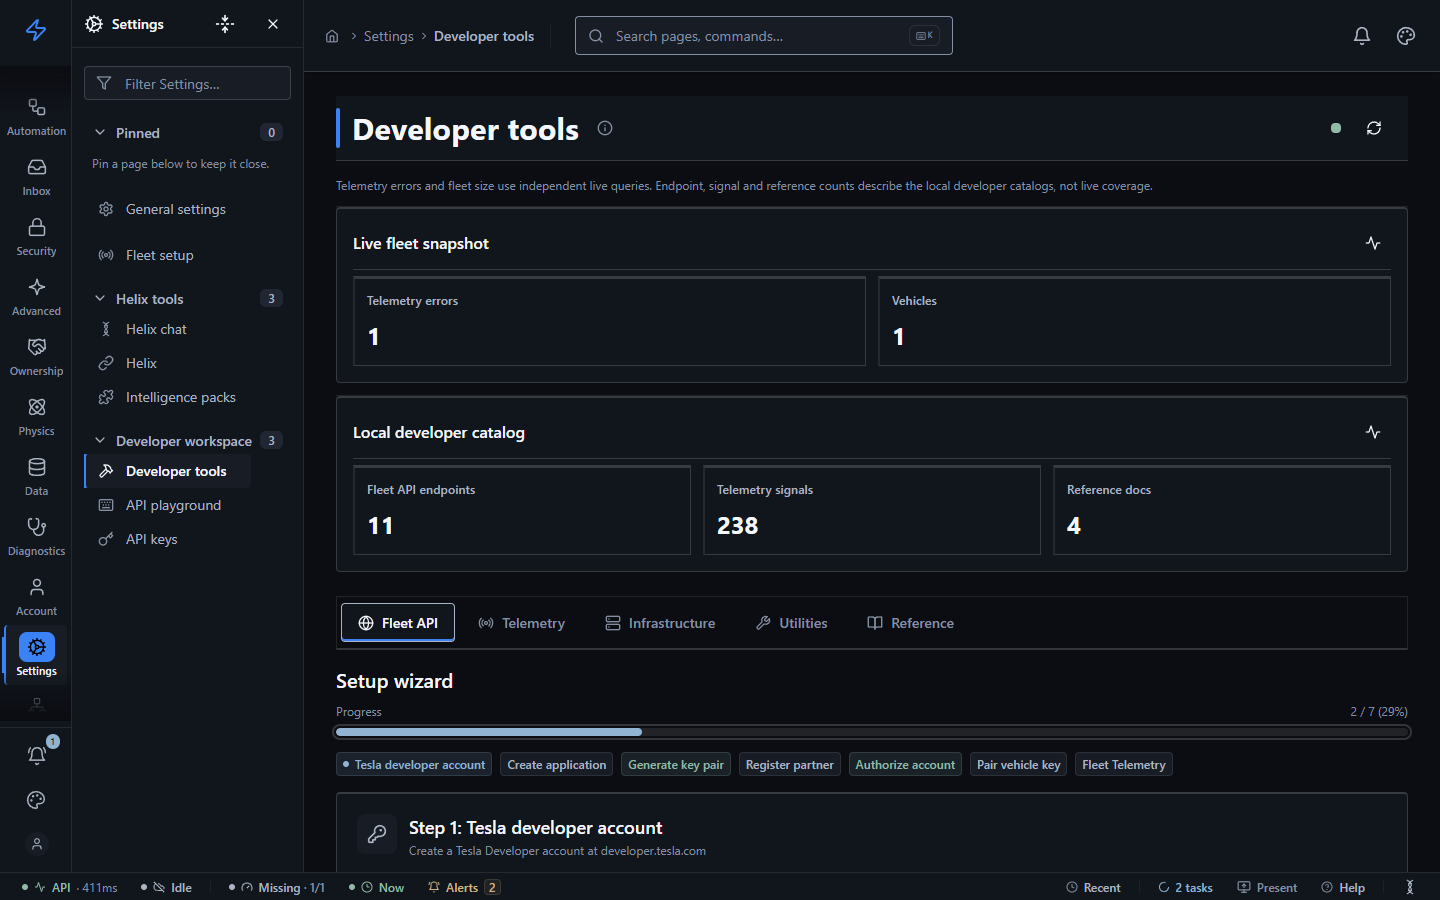 Settings
Filter Settings...
Pinned 0
Pin a page below to keep it close.
General settings
Fleet setup
Helix tools 3
Helix chat
Helix
Intelligence packs
Developer workspace 3
Developer tools
API playground
API keys
Automation
Inbox
Security
Advanced
Ownership
Physics
Data
Diagnostics
Account
Settings
1
Settings
Developer tools
Search pages, commands...
K
Developer tools
Telemetry errors and fleet size use independent live queries. Endpoint, signal and reference counts describe the local developer catalogs, not live coverage.
Live fleet snapshot
Telemetry errors
1
Vehicles
1
Local developer catalog
Fleet API endpoints
11
Telemetry signals
238
Reference docs
4
Fleet API
Telemetry
Infrastructure
Utilities
Reference
Setup wizard
Progress 2 / 7 (29%)
Tesla developer account
Create application
Generate key pair
Register partner
Authorize account
Pair vehicle key
Fleet Telemetry
Step 1: Tesla developer account
Create a Tesla Developer account at developer.tesla.com
API · 411ms
Idle
Missing · 1/1
Now
Alerts 2
Recent
2 tasks
Present
Help